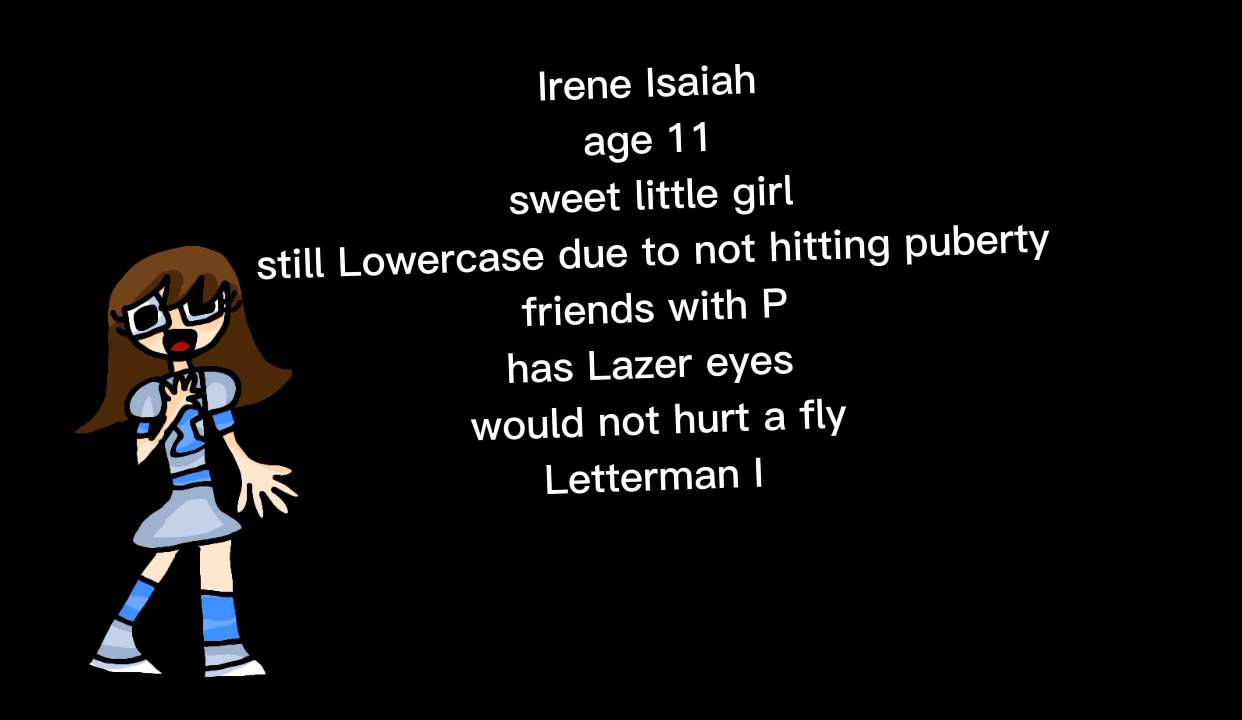 Irene Isaiah
age 11
sweet little girl
still Lowercase due to not hitting puberty
friends with P
has Lazer eyes
would not hurt a fly
Letterman I